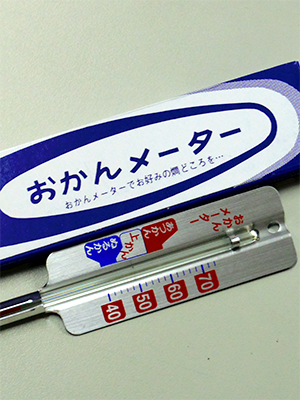 おかんメーター
おかんメーターでお好みの燗どころを…
おかん
メーター
あつかん
上かん
ぬるかん
70
60
50
40